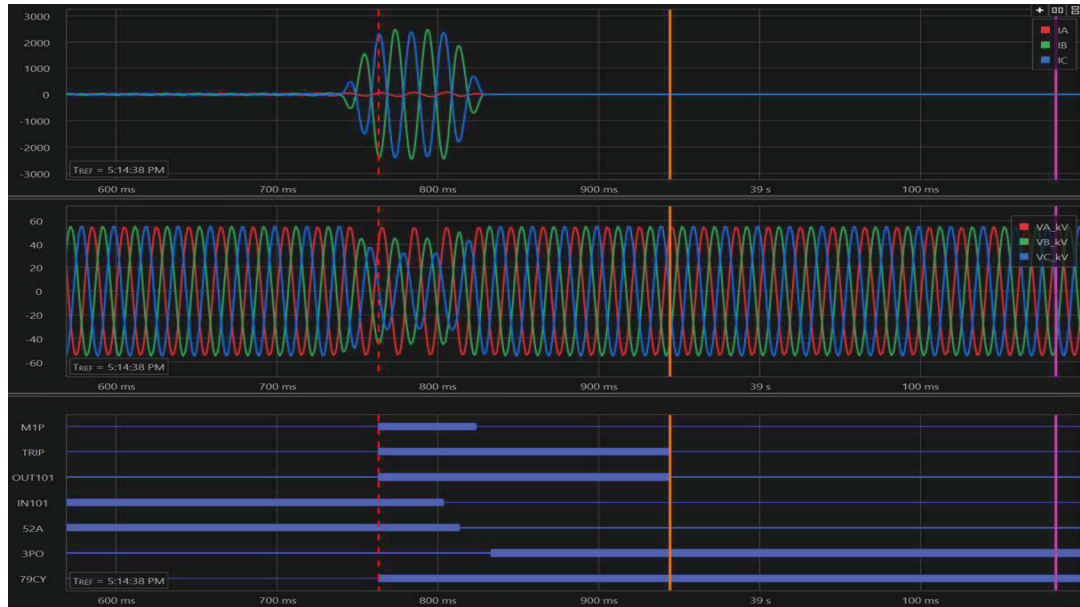 3000
2000
1000
0
-1000
-2000
-3000
IA
IB
IC
TREF = 5:14:38 PM
600 ms 700 ms 800 ms 900 ms 39 s 100 ms
60
40
20
0
-20
-40
-60
VA_kV
VB_kV
VC_kV
TREF = 5:14:38 PM
600 ms 700 ms 800 ms 900 ms 39 s 100 ms
M1P
TRIP
OUT101
IN101
52A
3PO
79CY
TREF = 5:14:38 PM
600 ms 700 ms 800 ms 900 ms 39 s 100 ms